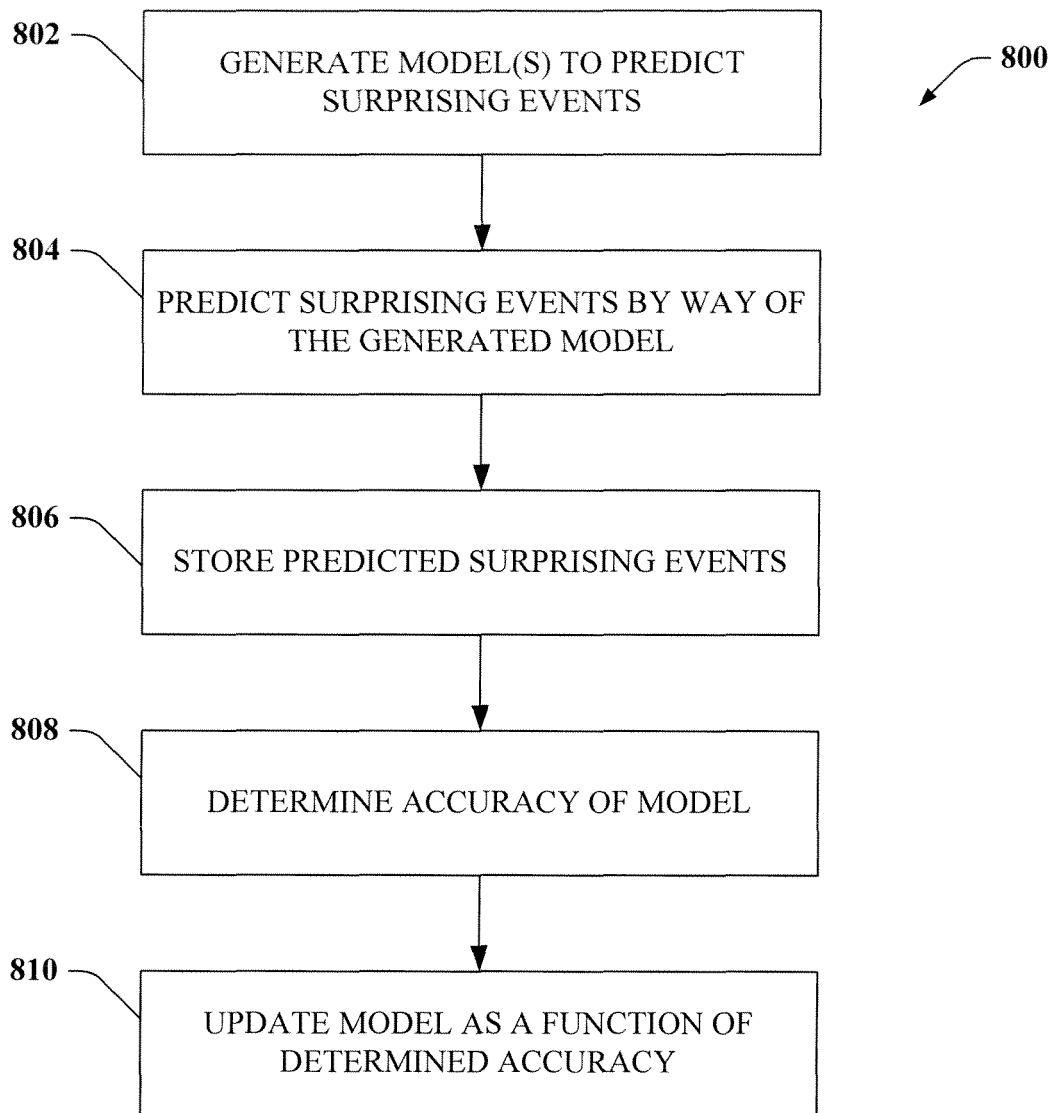 802
GENERATE MODEL(S) TO PREDICT
SURPRISING EVENTS
800
804
PREDICT SURPRISING EVENTS BY WAY OF
THE GENERATED MODEL
806
STORE PREDICTED SURPRISING EVENTS
808
DETERMINE ACCURACY OF MODEL
810
UPDATE MODEL AS A FUNCTION OF
DETERMINED ACCURACY